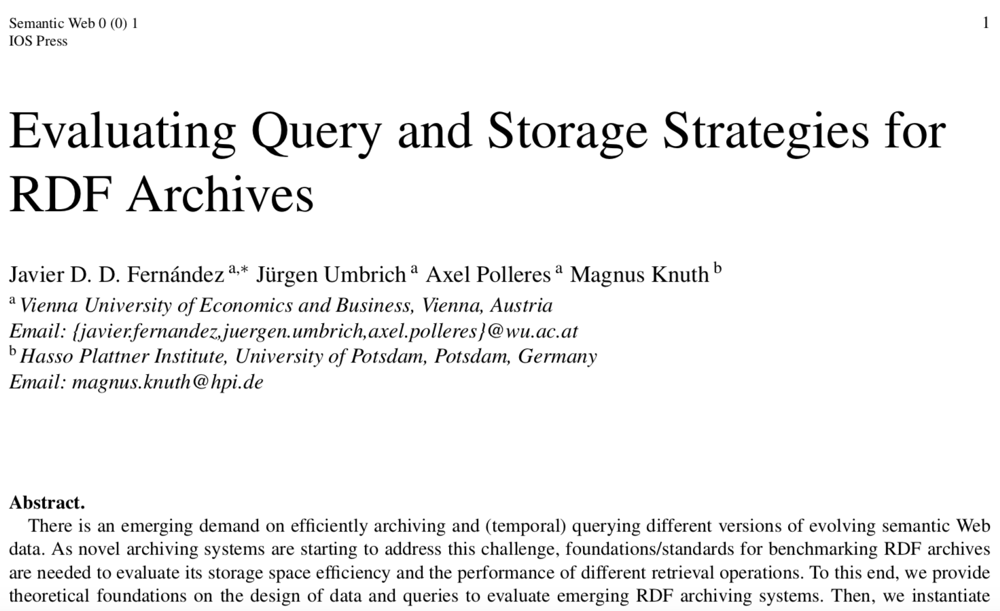 Semantic Web 0 (0) 1
1
IOS Press
Evaluating Query and Storage Strategies for
RDF Archives
Javier D. D. Fernández a,* Jürgen Umbrich a Axel Polleres a Magnus Knuth b
a Vienna University of Economics and Business, Vienna, Austria
Email: {javier.fernandez,juergen.umbrich,axel.polleres}@wu.ac.at
b Hasso Plattner Institute, University of Potsdam, Potsdam, Germany
Email: magnus.knuth@hpi.de
Abstract.
There is an emerging demand on efficiently archiving and (temporal) querying different versions of evolving semantic Web
data. As novel archiving systems are starting to address this challenge, foundations/standards for benchmarking RDF archives
are needed to evaluate its storage space efficiency and the performance of different retrieval operations. To this end, we provide
theoretical foundations on the design of data and queries to evaluate emerging RDF archiving systems. Then, we instantiate